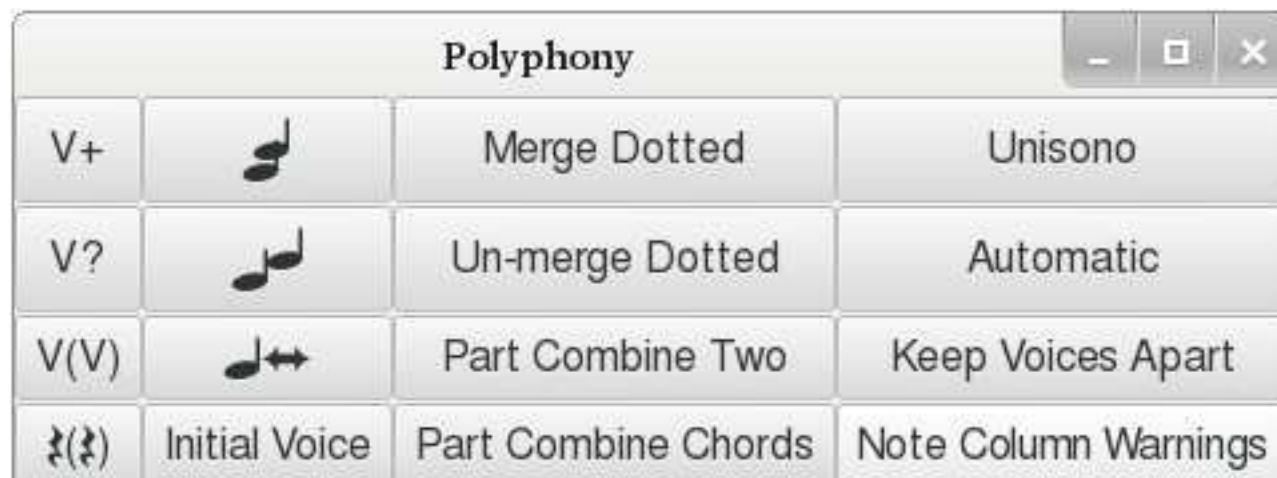 Polyphony
V+ Merge Dotted Unisono
V? Un-merge Dotted Automatic
V(V) Part Combine Two Keep Voices Apart
𝄽(𝄽) Initial Voice Part Combine Chords Note Column Warnings